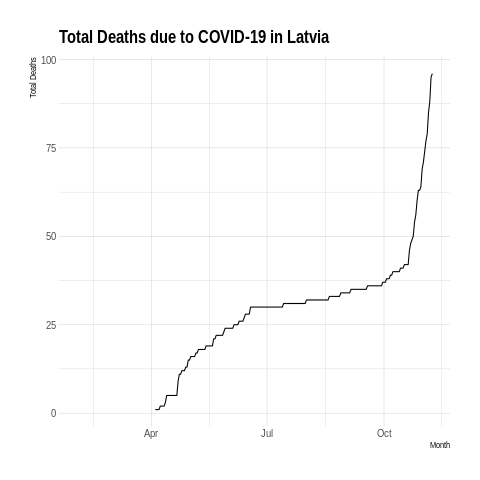 Total Deaths due to COVID-19 in Latvia
Total Deaths
100
75
50
25
0
Apr Jul Oct
Month